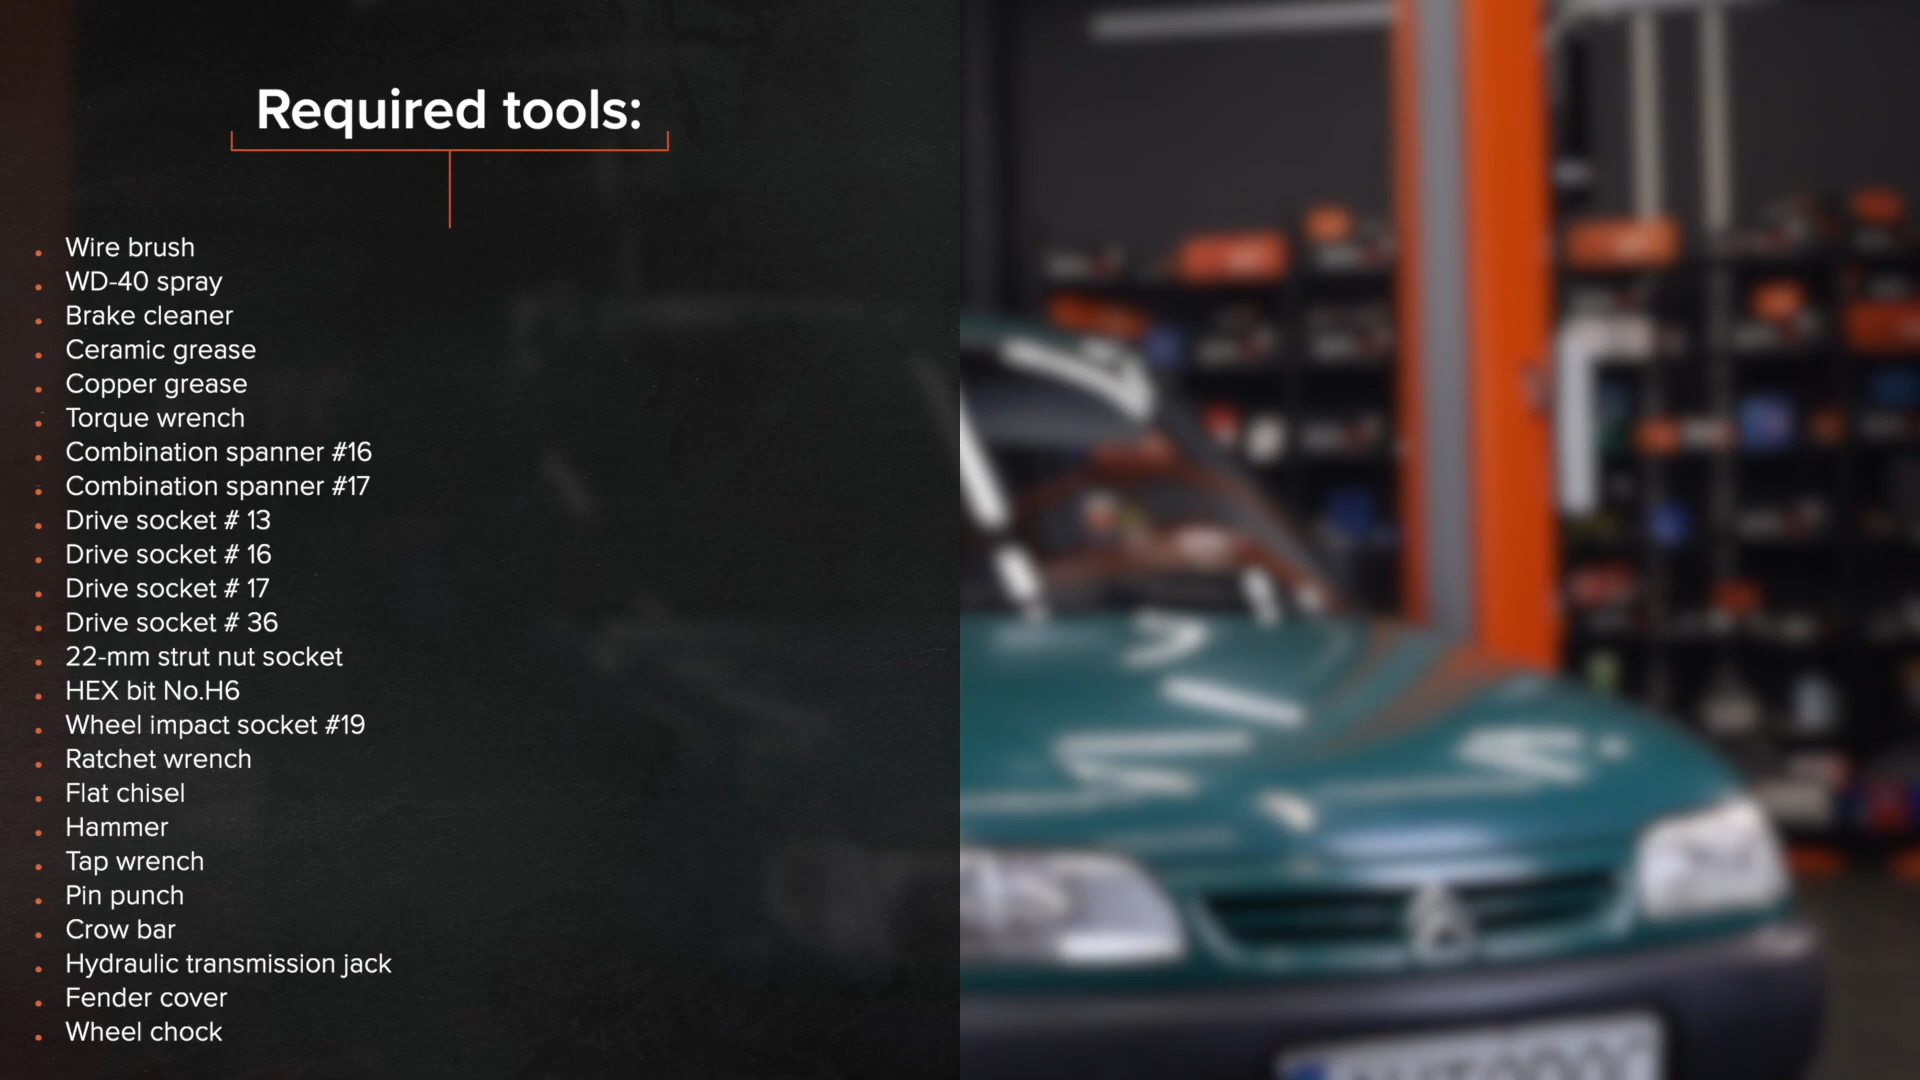 Required tools:
Wire brush
WD-40 spray
Brake cleaner
Ceramic grease
Copper grease
Torque wrench
Combination spanner #16
Combination spanner #17
Drive socket # 13
Drive socket # 16
Drive socket # 17
Drive socket # 36
22-mm strut nut socket
HEX bit No.H6
Wheel impact socket #19
Ratchet wrench
Flat chisel
Hammer
Tap wrench
Pin punch
Crow bar
Hydraulic transmission jack
Fender cover
Wheel chock